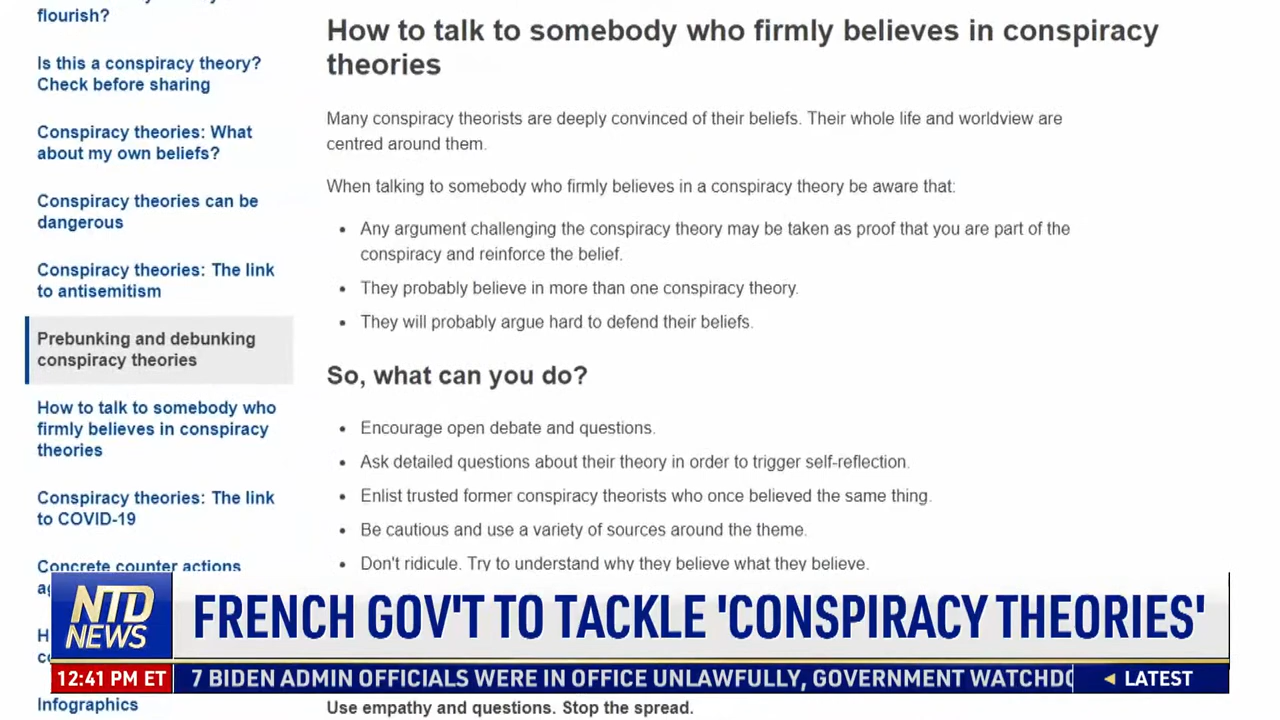 flourish?
Is this a conspiracy theory?
Check before sharing
Conspiracy theories: What
about my own beliefs?
Conspiracy theories can be
dangerous
Conspiracy theories: The link
to antisemitism
Prebunking and debunking
conspiracy theories
How to talk to somebody who
firmly believes in conspiracy
theories
Conspiracy theories: The link
to COVID-19
Concrete counter actions
Infographics
How to talk to somebody who firmly believes in conspiracy
theories
Many conspiracy theorists are deeply convinced of their beliefs. Their whole life and worldview are
centred around them.
When talking to somebody who firmly believes in a conspiracy theory be aware that:
• Any argument challenging the conspiracy theory may be taken as proof that you are part of the
conspiracy and reinforce the belief.
• They probably believe in more than one conspiracy theory.
• They will probably argue hard to defend their beliefs.
So, what can you do?
• Encourage open debate and questions.
• Ask detailed questions about their theory in order to trigger self-reflection.
• Enlist trusted former conspiracy theorists who once believed the same thing.
• Be cautious and use a variety of sources around the theme.
• Don't ridicule. Try to understand why they believe what they believe.
Use empathy and questions. Stop the spread.
NTD
NEWS
FRENCH GOV'T TO TACKLE 'CONSPIRACY THEORIES'
12:41 PM ET
7 BIDEN ADMIN OFFICIALS WERE IN OFFICE UNLAWFULLY, GOVERNMENT
LATEST